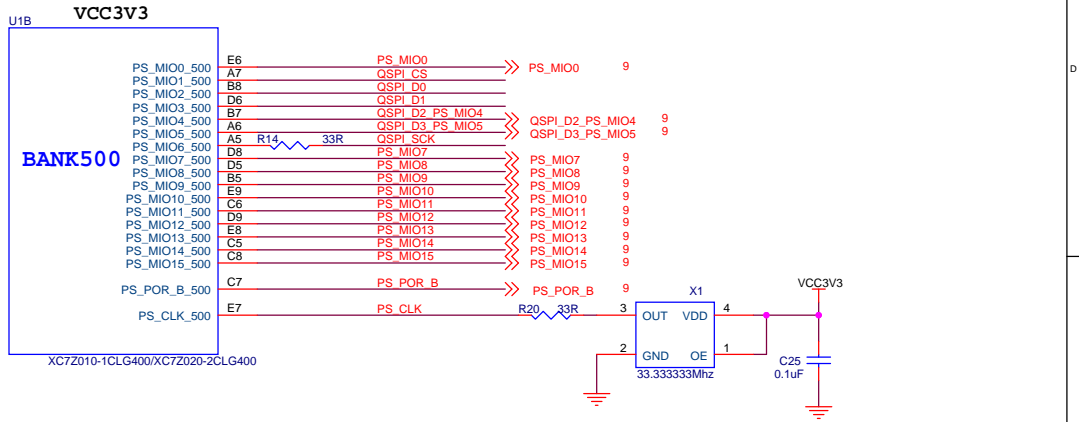 VCC3V3
U1B
PS_MIO0_500 E6 PS_MIO0 PS_MIO0 9
PS_MIO1_500 A7 QSPI_CS
PS_MIO2_500 B8 QSPI_D0
PS_MIO3_500 D6 QSPI_D1
PS_MIO4_500 B7 QSPI_D2_PS_MIO4 QSPI_D2_PS_MIO4 9
PS_MIO5_500 A6 QSPI_D3_PS_MIO5 QSPI_D3_PS_MIO5 9
PS_MIO6_500 A5 R14 33R QSPI_SCK
BANK500
PS_MIO7_500 D8 PS_MIO7 PS_MIO7 9
PS_MIO8_500 D5 PS_MIO8 PS_MIO8 9
PS_MIO9_500 B5 PS_MIO9 PS_MIO9 9
PS_MIO10_500 E9 PS_MIO10 PS_MIO10 9
PS_MIO11_500 C6 PS_MIO11 PS_MIO11 9
PS_MIO12_500 D9 PS_MIO12 PS_MIO12 9
PS_MIO13_500 E8 PS_MIO13 PS_MIO13 9
PS_MIO14_500 C5 PS_MIO14 PS_MIO14 9
PS_MIO15_500 C8 PS_MIO15 PS_MIO15 9
PS_POR_B_500 C7 PS_POR_B PS_POR_B 9
PS_CLK_500 E7 PS_CLK R20 33R 3 OUT VDD 4
X1
VCC3V3
2 GND OE 1
33.333333Mhz
C25
0.1uF
XC7Z010-1CLG400/XC7Z020-2CLG400
D